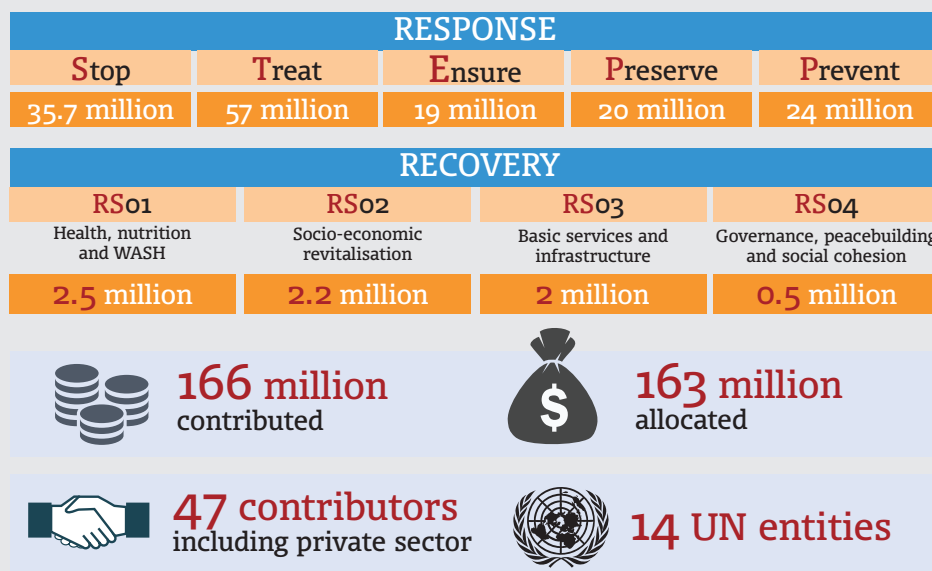 RESPONSE
Stop Treat Ensure Preserve Prevent
35.7 million 57 million 19 million 20 million 24 million
RECOVERY
RS01 RS02 RS03 RS04
Health, nutrition and WASH
Socio-economic revitalisation
Basic services and infrastructure
Governance, peacebuilding and social cohesion
2.5 million 2.2 million 2 million 0.5 million
166 million
contributed
$
163 million
allocated
47 contributors
including private sector
14 UN entities